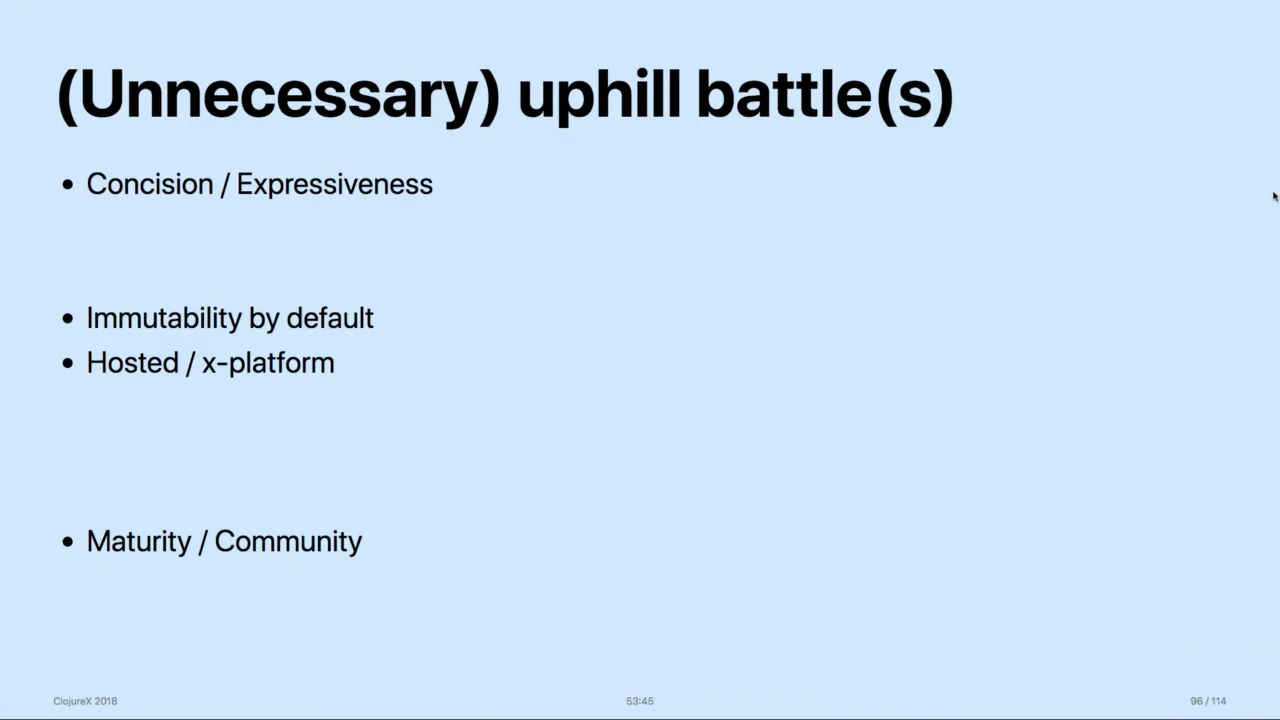 (Unnecessary) uphill battle(s)
• Concision / Expressiveness
• Immutability by default
• Hosted / x-platform
• Maturity / Community
ClojureX 2018
53:45
96 / 114